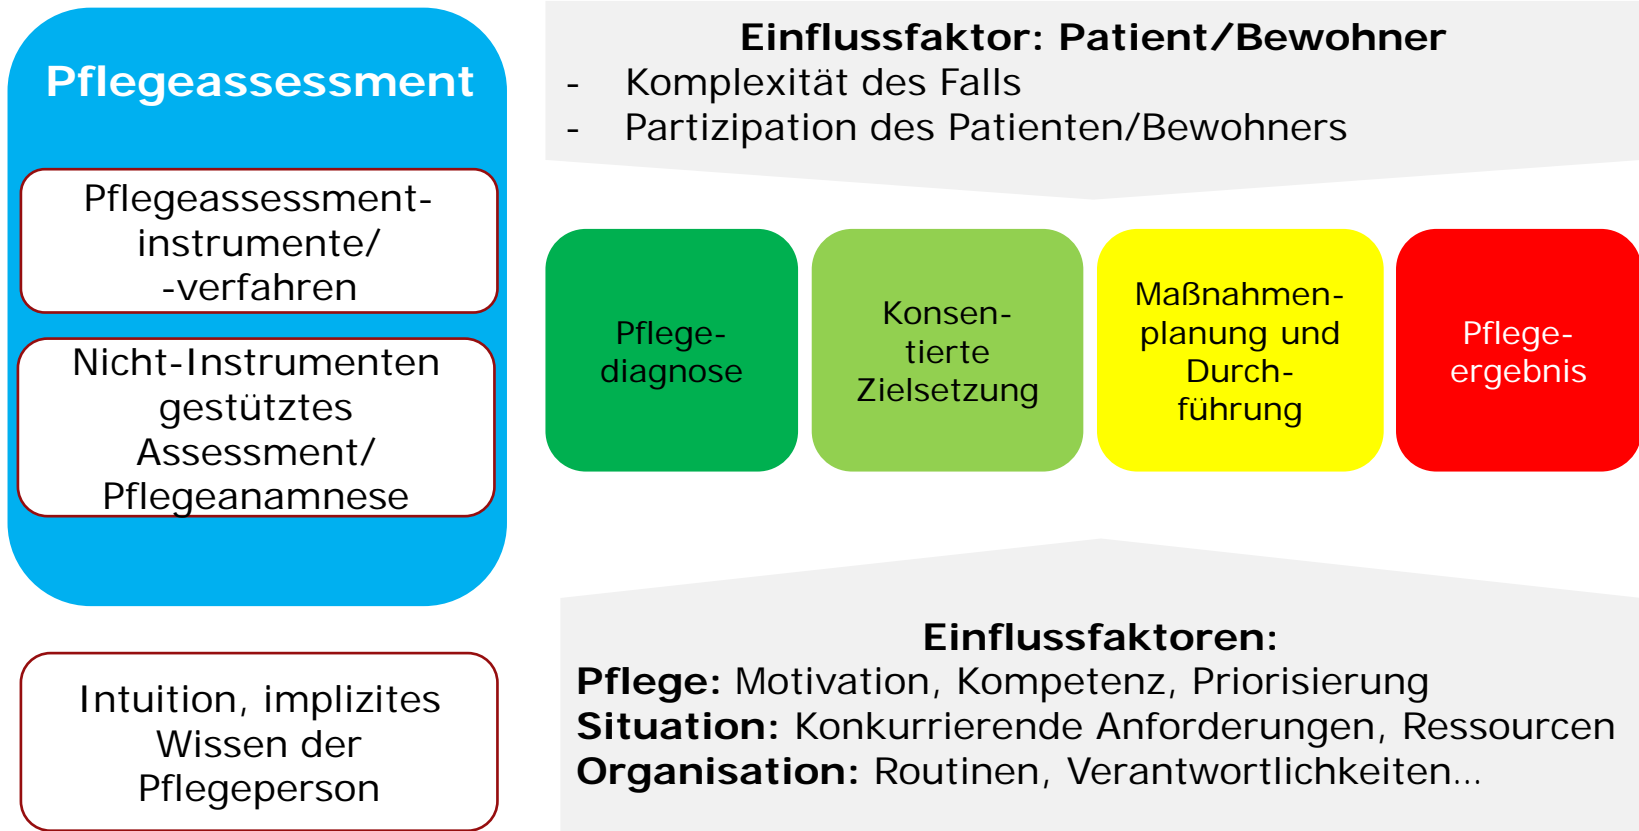 Pflegeassessment
Pflegeassessment-
instrumente/
-verfahren
Nicht-Instrumenten
gestütztes
Assessment/
Pflegeanamnese
Intuition, implizites
Wissen der
Pflegeperson
Einflussfaktor: Patient/Bewohner
- Komplexität des Falls
- Partizipation des Patienten/Bewohners
Pflege-
diagnose
Konsen-
tierte
Zielsetzung
Maßnahmen-
planung und
Durch-
führung
Pflege-
ergebnis
Einflussfaktoren:
Pflege: Motivation, Kompetenz, Priorisierung
Situation: Konkurrierende Anforderungen, Ressourcen
Organisation: Routinen, Verantwortlichkeiten…